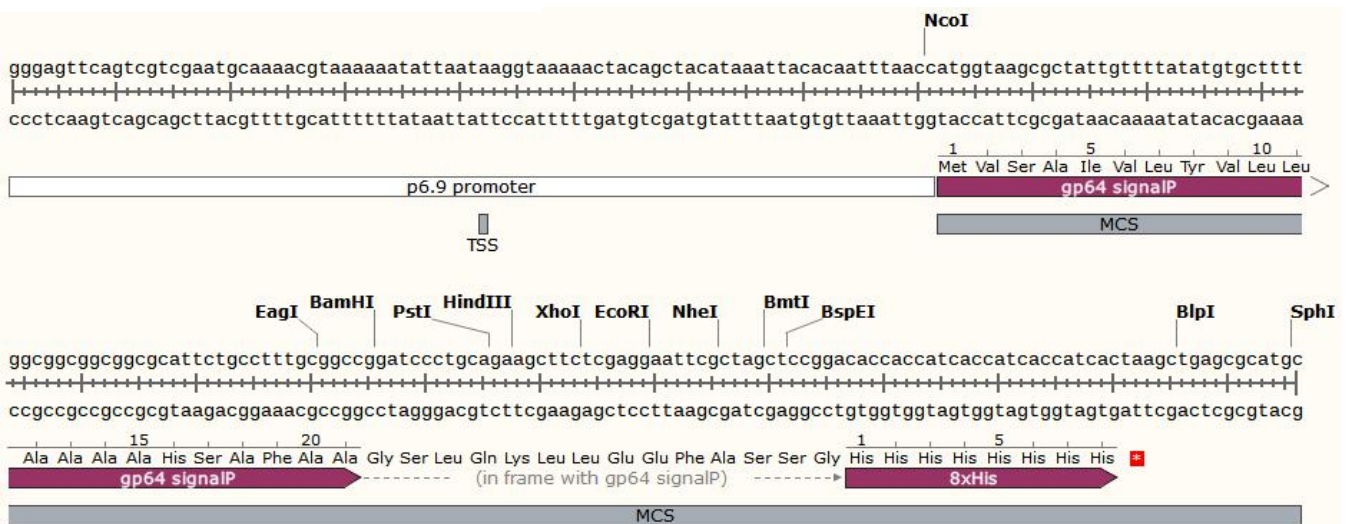 NcoI
gggagttcagtcgtcgaatgcaaaacgtaaaaaatattaataaggtaaaaactacagctacataaattacacaatttaaccatggtaagcgctattgttttatatgtgctttt
ccctcaagtcagcagcttacgttttgcattttttataattattccatttttgatgtcgatgtatttaatgtgttaaattggtaccattcgcgataacaaaatatacacgaaaa
1 5 10
Met Val Ser Ala Ile Val Leu Tyr Val Leu Leu
p6.9 promoter gp64 signalP
TSS MCS
EagI BamHI PstI HindIII XhoI EcoRI NheI BmtI BspEI BlpI SphI
ggcggcggcggcgcattctgcctttgcggccggatccctgcagaagcttctcgaggaattcgctagctccggacaccaccatcaccatcaccatcactaagctgagcgcatgc
ccgccgccgccgcgtaagacggaaacgccggcctagggacgtcttcgaagagctccttaagcgatcgaggcctgtggtggtagtggtagtggtagtgattcgactcgcgtacg
15 20 1 5
Ala Ala Ala Ala His Ser Ala Phe Ala Ala Gly Ser Leu Gln Lys Leu Leu Glu Glu Phe Ala Ser Ser Gly His His His His His His His His *
gp64 signalP (in frame with gp64 signalP) 8xHis
MCS